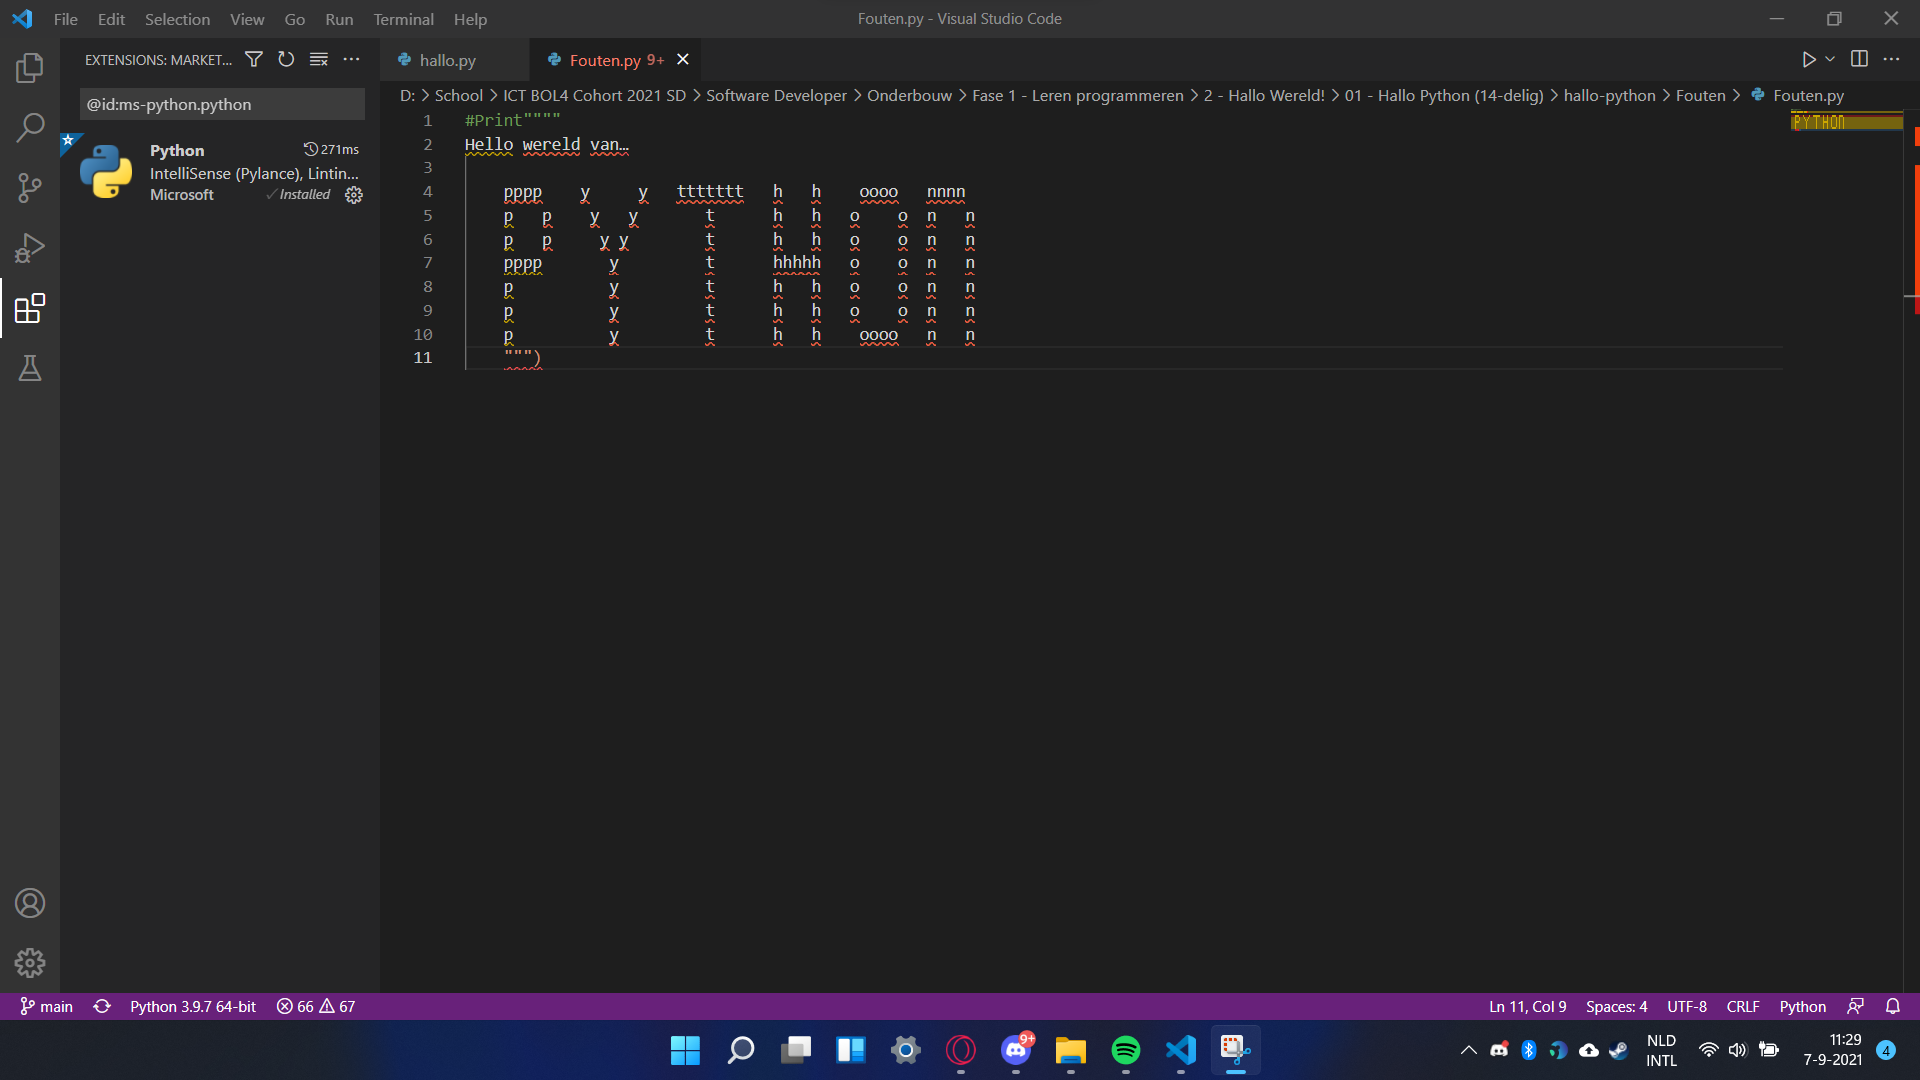 File Edit Selection View Go Run Terminal Help
Fouten.py - Visual Studio Code
EXTENSIONS: MARKET...
hallo.py
Fouten.py 9+
@id:ms-python.python
D: > School > ICT BOL4 Cohort 2021 SD > Software Developer > Onderbouw > Fase 1 - Leren programmeren > 2 - Hallo Wereld! > 01 - Hallo Python (14-delig) > hallo-python > Fouten > Fouten.py
Python 271ms
IntelliSense (Pylance), Lintin...
Microsoft ✓Installed
1 #Print""""
2 Hello wereld van…
3
4     pppp    y     y   ttttttt   h   h    oooo   nnnn
5     p   p    y   y       t      h   h   o    o  n   n
6     p   p     y y        t      h   h   o    o  n   n
7     pppp       y         t      hhhhh   o    o  n   n
8     p          y         t      h   h   o    o  n   n
9     p          y         t      h   h   o    o  n   n
10     p          y         t      h   h    oooo   n   n
11     """)
PYTHON
main Python 3.9.7 64-bit 66 67
Ln 11, Col 9 Spaces: 4 UTF-8 CRLF Python
9+
NLD
INTL
11:29
7-9-2021
4